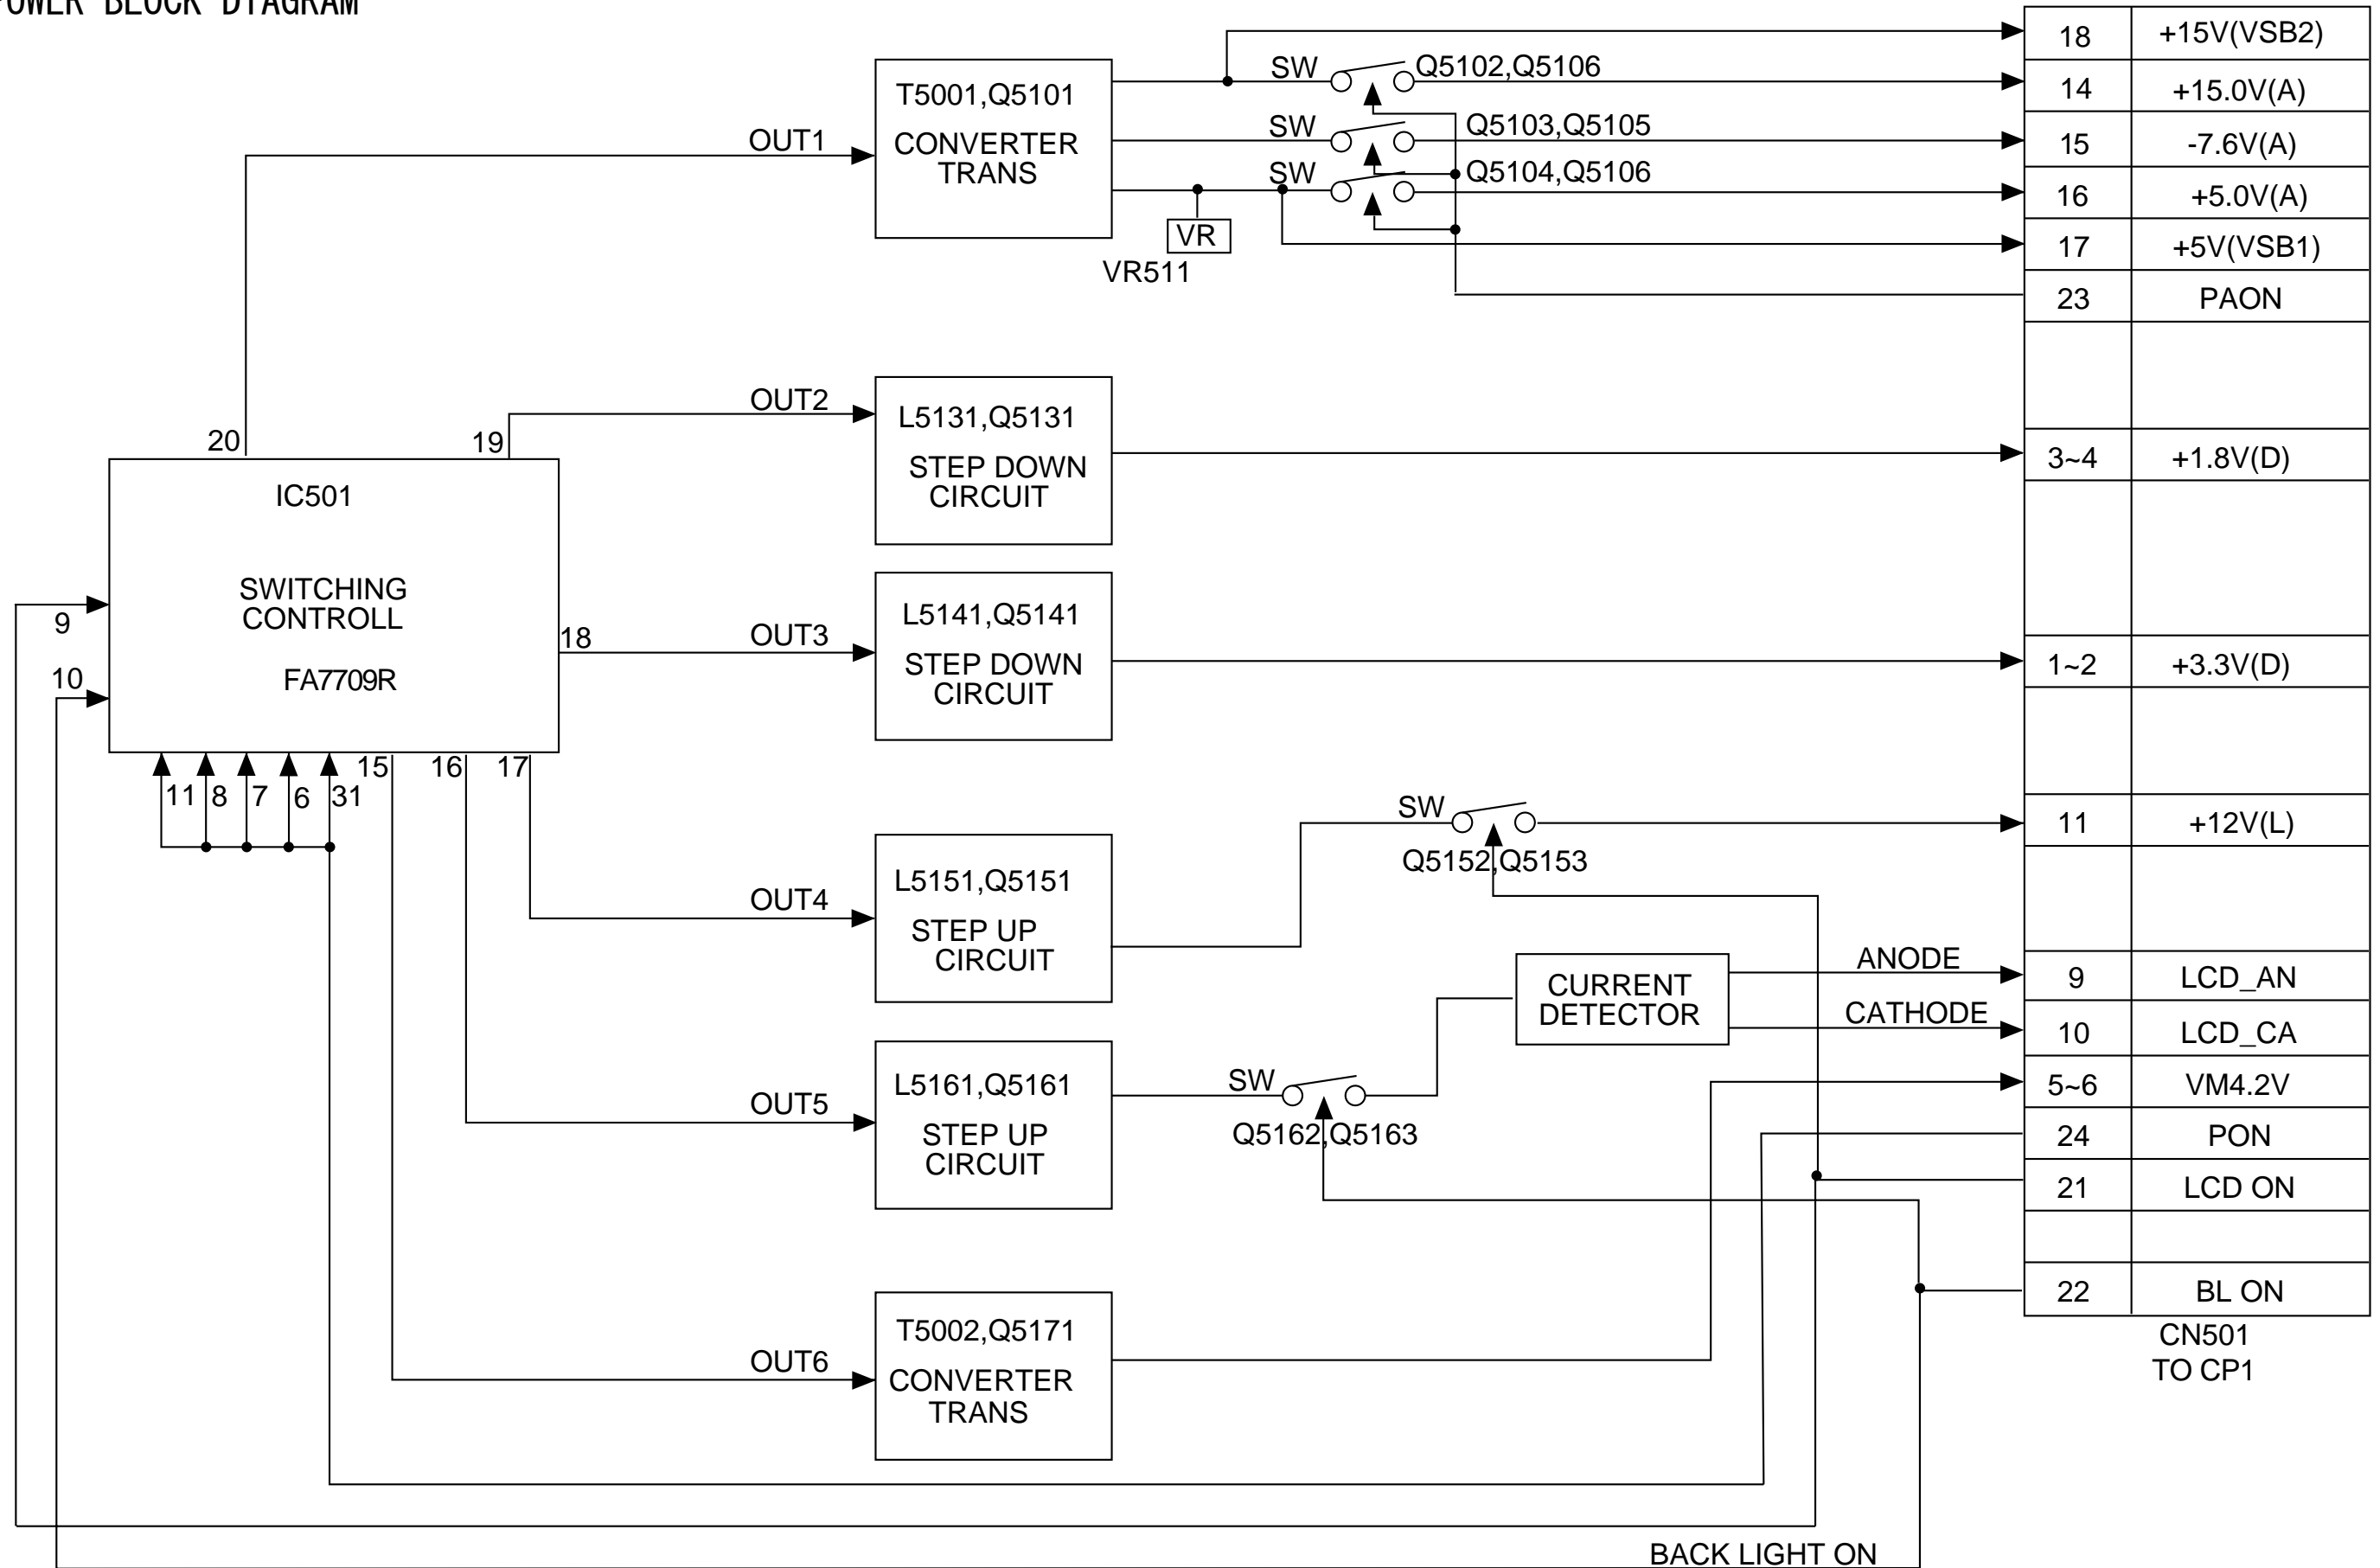 POWER BLOCK DIAGRAM
18 +15V(VSB2)
SW Q5102,Q5106
14 +15.0V(A)
T5001,Q5101
CONVERTER
TRANS
OUT1
SW Q5103,Q5105
15 -7.6V(A)
SW Q5104,Q5106
16 +5.0V(A)
VR
VR511
17 +5V(VSB1)
23 PAON
OUT2
L5131,Q5131
STEP DOWN
CIRCUIT
3~4 +1.8V(D)
20
19
IC501
SWITCHING
CONTROLL
FA7709R
9
10
18
OUT3
L5141,Q5141
STEP DOWN
CIRCUIT
1~2 +3.3V(D)
11 8 7 6 31
15 16 17
SW
Q5152,Q5153
11 +12V(L)
OUT4
L5151,Q5151
STEP UP
CIRCUIT
CURRENT
DETECTOR
ANODE
9 LCD_AN
CATHODE
10 LCD_CA
OUT5
L5161,Q5161
STEP UP
CIRCUIT
SW
Q5162,Q5163
5~6 VM4.2V
24 PON
21 LCD ON
22 BL ON
CN501
TO CP1
OUT6
T5002,Q5171
CONVERTER
TRANS
BACK LIGHT ON